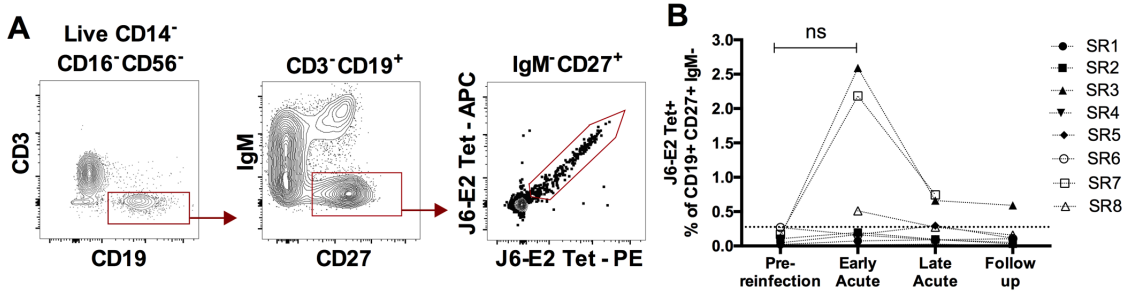 A
Live CD14⁻
CD16⁻CD56⁻
CD3
CD19
CD3⁻CD19⁺
IgM
CD27
IgM⁻CD27⁺
J6-E2 Tet - APC
J6-E2 Tet - PE
B
J6-E2 Tet+
% of CD19+ CD27+ IgM-
3.0
2.5
2.0
1.5
1.0
0.5
0.0
ns
Pre-
reinfection
Early
Acute
Late
Acute
Follow
up
SR1
SR2
SR3
SR4
SR5
SR6
SR7
SR8